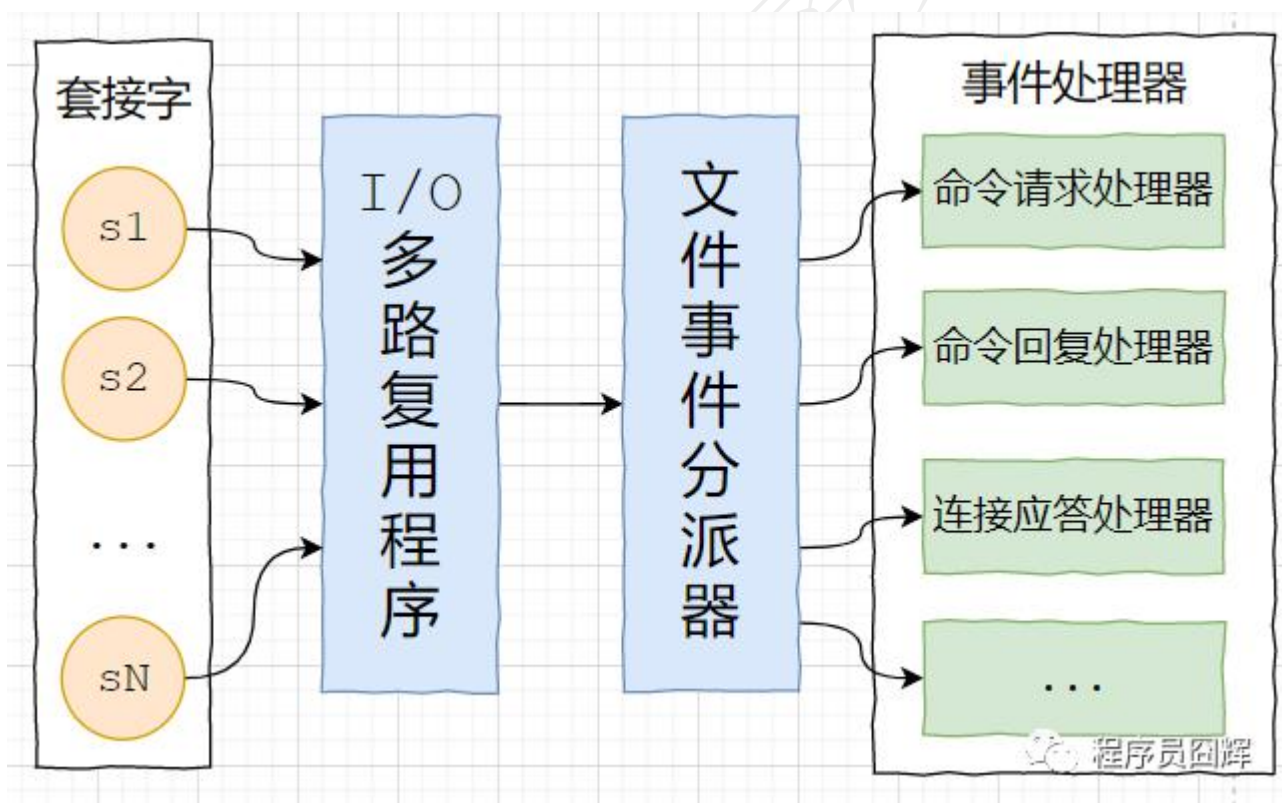 套接字
s1
s2
...
sN
I/O
多
路
复
用
程
序
文
件
事
件
分
派
器
事件处理器
命令请求处理器
命令回复处理器
连接应答处理器
...
程序员囧辉